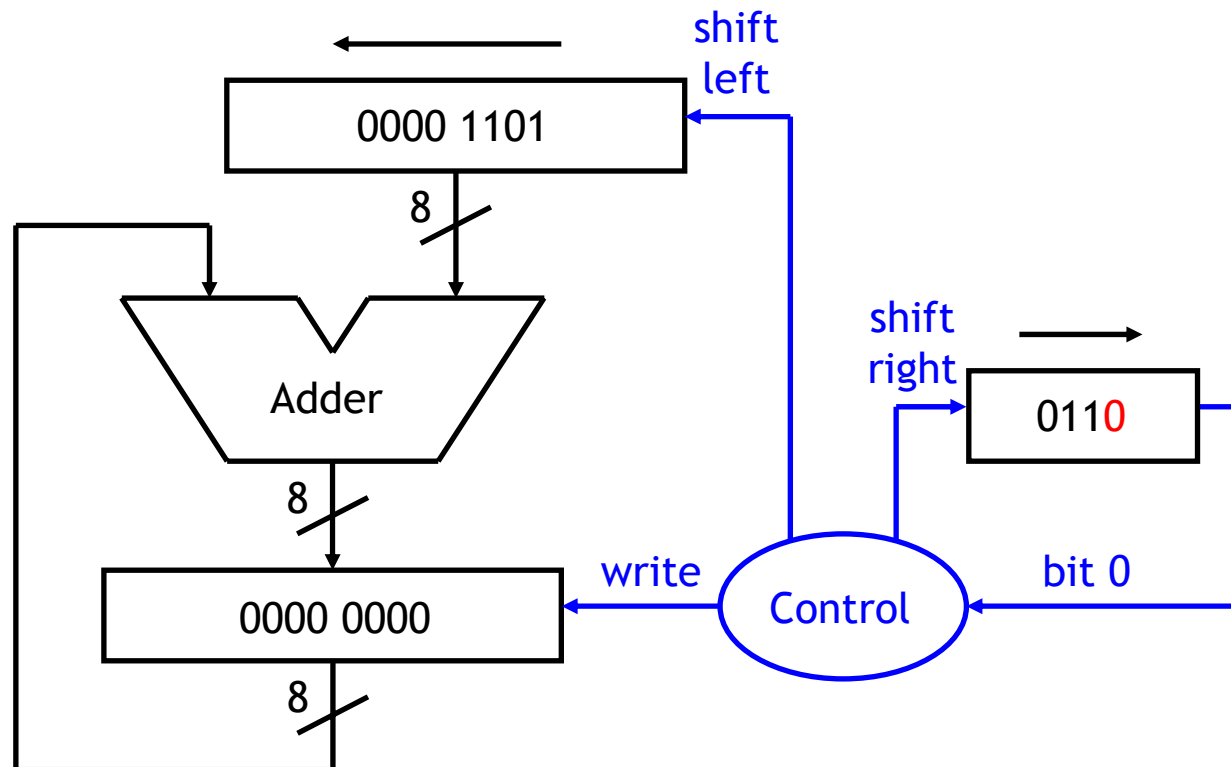 shift
left
0000 1101
8
shift
right
Adder
0110
8
write
bit 0
Control
0000 0000
8